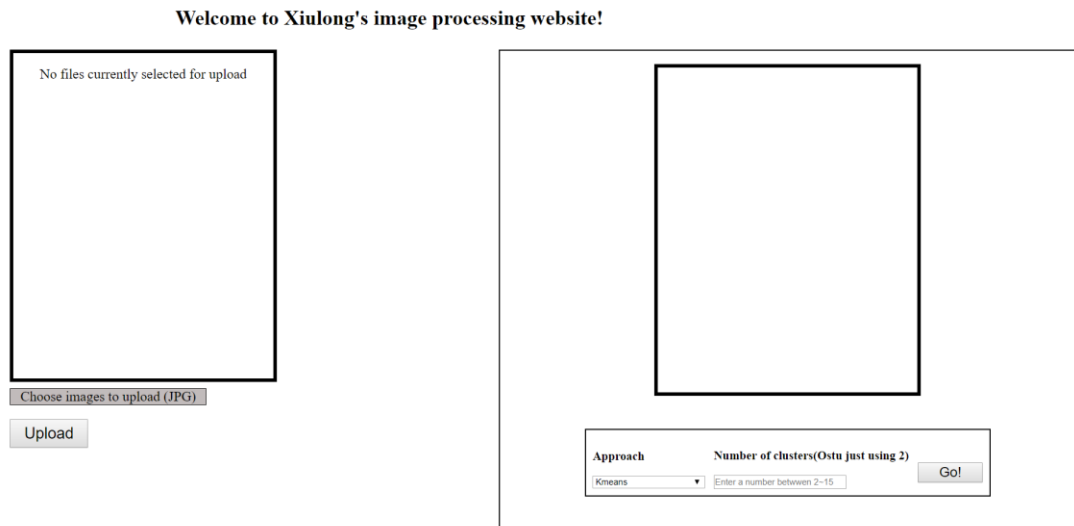 Welcome to Xiulong's image processing website!
No files currently selected for upload
Choose images to upload (JPG)
Upload
Approach
Number of clusters(Ostu just using 2)
Kmeans
Enter a number betwwen 2~15
Go!